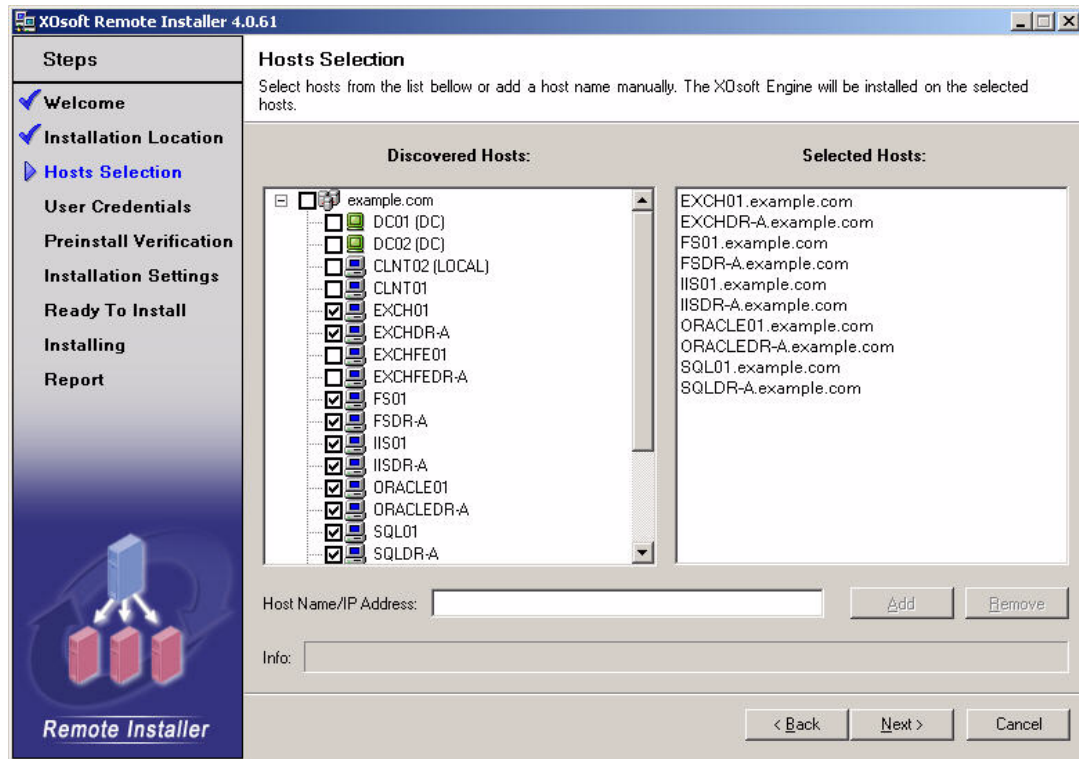 XOsoft Remote Installer 4.0.61
Steps
Welcome
Installation Location
Hosts Selection
User Credentials
Preinstall Verification
Installation Settings
Ready To Install
Installing
Report
Remote Installer
Hosts Selection
Select hosts from the list bellow or add a host name manually. The XOsoft Engine will be installed on the selected
hosts.
Discovered Hosts:
example.com
DC01 (DC)
DC02 (DC)
CLNT02 (LOCAL)
CLNT01
EXCH01
EXCHDR-A
EXCHFE01
EXCHFEDR-A
FS01
FSDR-A
IIS01
IISDR-A
ORACLE01
ORACLEDR-A
SQL01
SQLDR-A
Selected Hosts:
EXCH01.example.com
EXCHDR-A.example.com
FS01.example.com
FSDR-A.example.com
IIS01.example.com
IISDR-A.example.com
ORACLE01.example.com
ORACLEDR-A.example.com
SQL01.example.com
SQLDR-A.example.com
Host Name/IP Address:
Add
Remove
Info:
< Back
Next >
Cancel